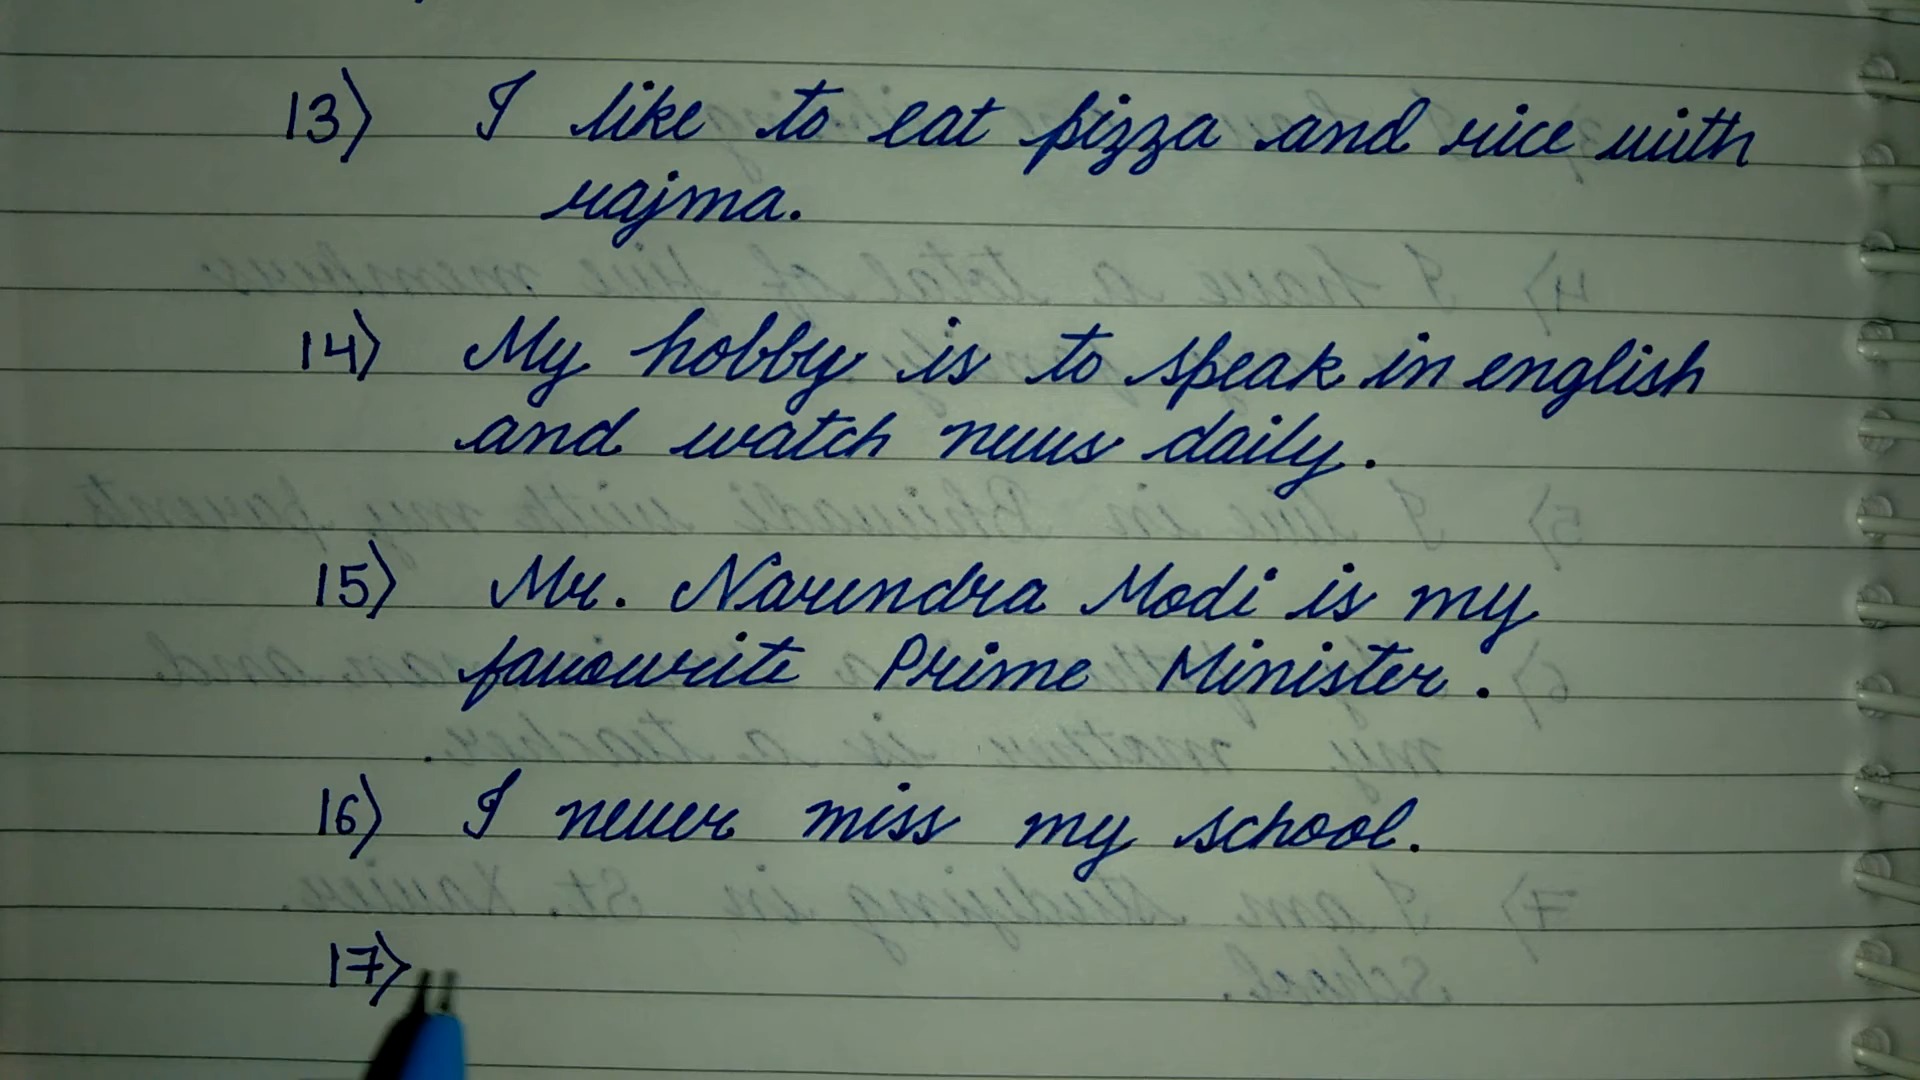 13) I like to eat pizza and rice with
rajma.
14) My hobby is to speak in english
and watch news daily.
15) Mr. Narendra Modi is my
favourite Prime Minister.
16) I never miss my school.
17)